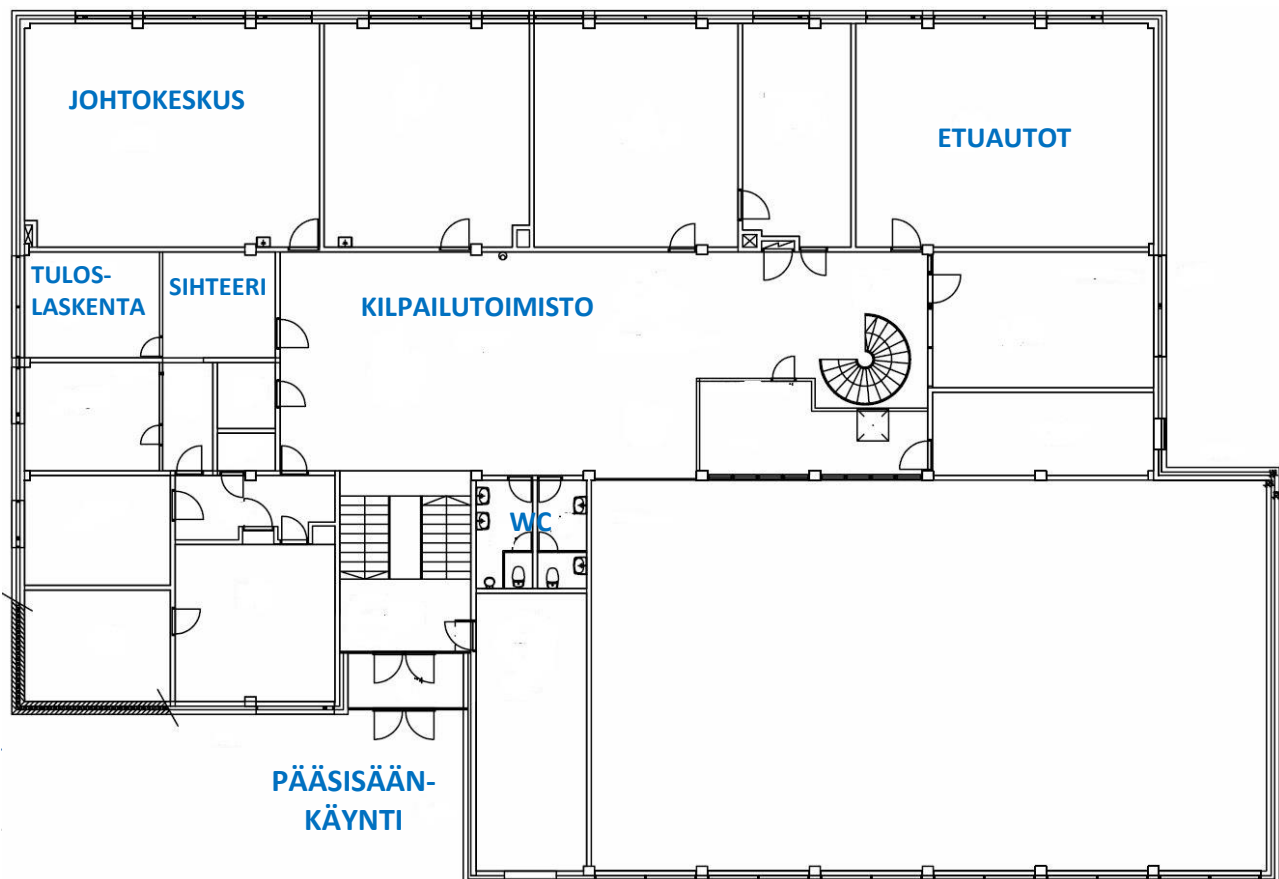 JOHTOKESKUS
ETUAUTOT
TULOS-
LASKENTA
SIHTEERI
KILPAILUTOIMISTO
WC
PÄÄSISÄÄN-
KÄYNTI